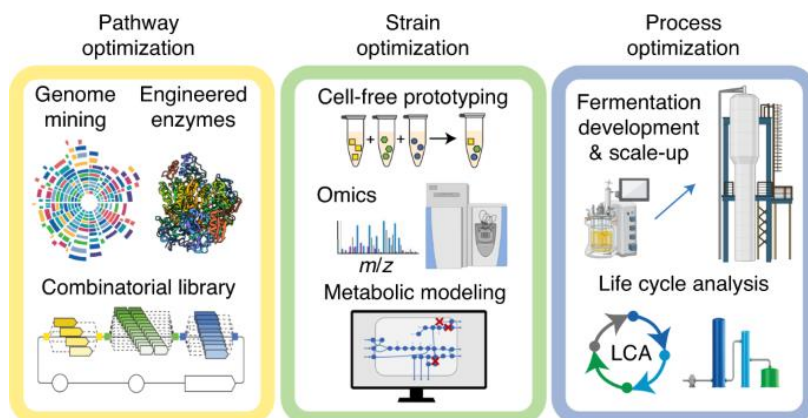 Pathway
optimization
Genome
mining
Engineered
enzymes
Combinatorial library
Strain
optimization
Cell-free prototyping
+ +
Omics
m/z
Metabolic modeling
Process
optimization
Fermentation
development
& scale-up
Life cycle analysis
LCA